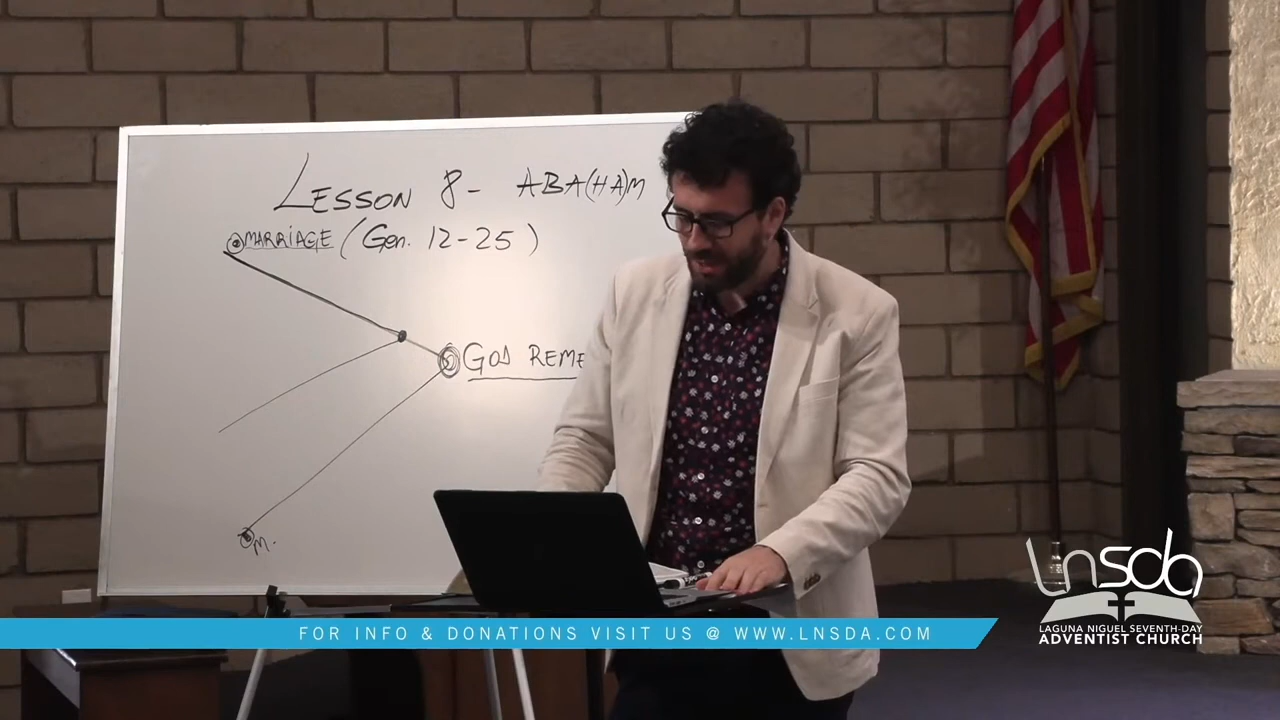 LESSON 8- ABA(HA)M
MARRIAGE (Gen. 12-25)
GOD REME
M.
FOR INFO & DONATIONS VISIT US @ WWW.LNSDA.COM
LnSDA
LAGUNA NIGUEL SEVENTH-DAY
ADVENTIST CHURCH